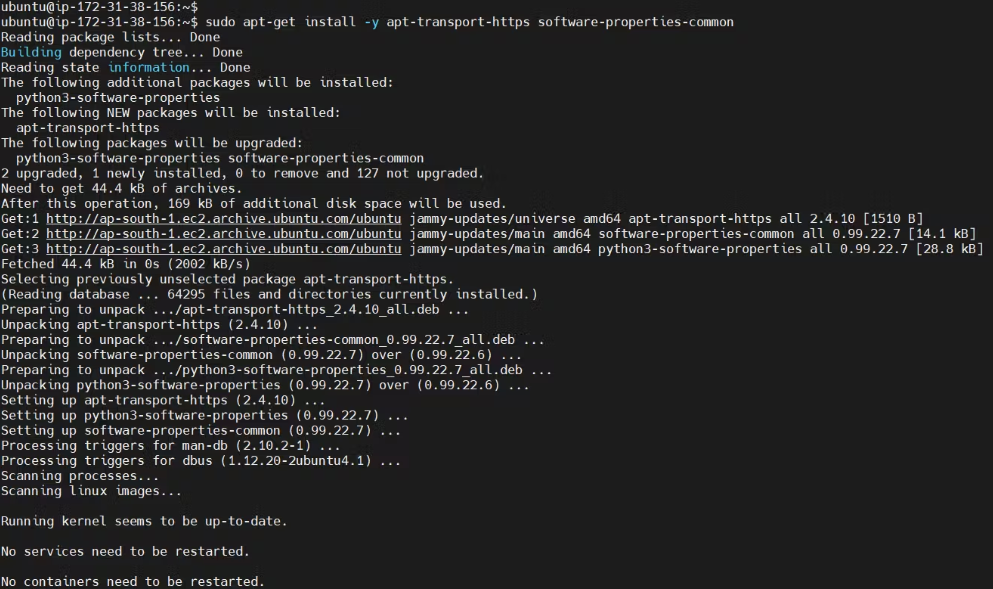 ubuntu@ip-172-31-38-156:~$
ubuntu@ip-172-31-38-156:~$ sudo apt-get install -y apt-transport-https software-properties-common
Reading package lists... Done
Building dependency tree... Done
Reading state information... Done
The following additional packages will be installed:
  python3-software-properties
The following NEW packages will be installed:
  apt-transport-https
The following packages will be upgraded:
  python3-software-properties software-properties-common
2 upgraded, 1 newly installed, 0 to remove and 127 not upgraded.
Need to get 44.4 kB of archives.
After this operation, 169 kB of additional disk space will be used.
Get:1 http://ap-south-1.ec2.archive.ubuntu.com/ubuntu jammy-updates/universe amd64 apt-transport-https all 2.4.10 [1510 B]
Get:2 http://ap-south-1.ec2.archive.ubuntu.com/ubuntu jammy-updates/main amd64 software-properties-common all 0.99.22.7 [14.1 kB]
Get:3 http://ap-south-1.ec2.archive.ubuntu.com/ubuntu jammy-updates/main amd64 python3-software-properties all 0.99.22.7 [28.8 kB]
Fetched 44.4 kB in 0s (2002 kB/s)
Selecting previously unselected package apt-transport-https.
(Reading database ... 64295 files and directories currently installed.)
Preparing to unpack .../apt-transport-https_2.4.10_all.deb ...
Unpacking apt-transport-https (2.4.10) ...
Preparing to unpack .../software-properties-common_0.99.22.7_all.deb ...
Unpacking software-properties-common (0.99.22.7) over (0.99.22.6) ...
Preparing to unpack .../python3-software-properties_0.99.22.7_all.deb ...
Unpacking python3-software-properties (0.99.22.7) over (0.99.22.6) ...
Setting up apt-transport-https (2.4.10) ...
Setting up python3-software-properties (0.99.22.7) ...
Setting up software-properties-common (0.99.22.7) ...
Processing triggers for man-db (2.10.2-1) ...
Processing triggers for dbus (1.12.20-2ubuntu4.1) ...
Scanning processes...
Scanning linux images...
Running kernel seems to be up-to-date.
No services need to be restarted.
No containers need to be restarted.